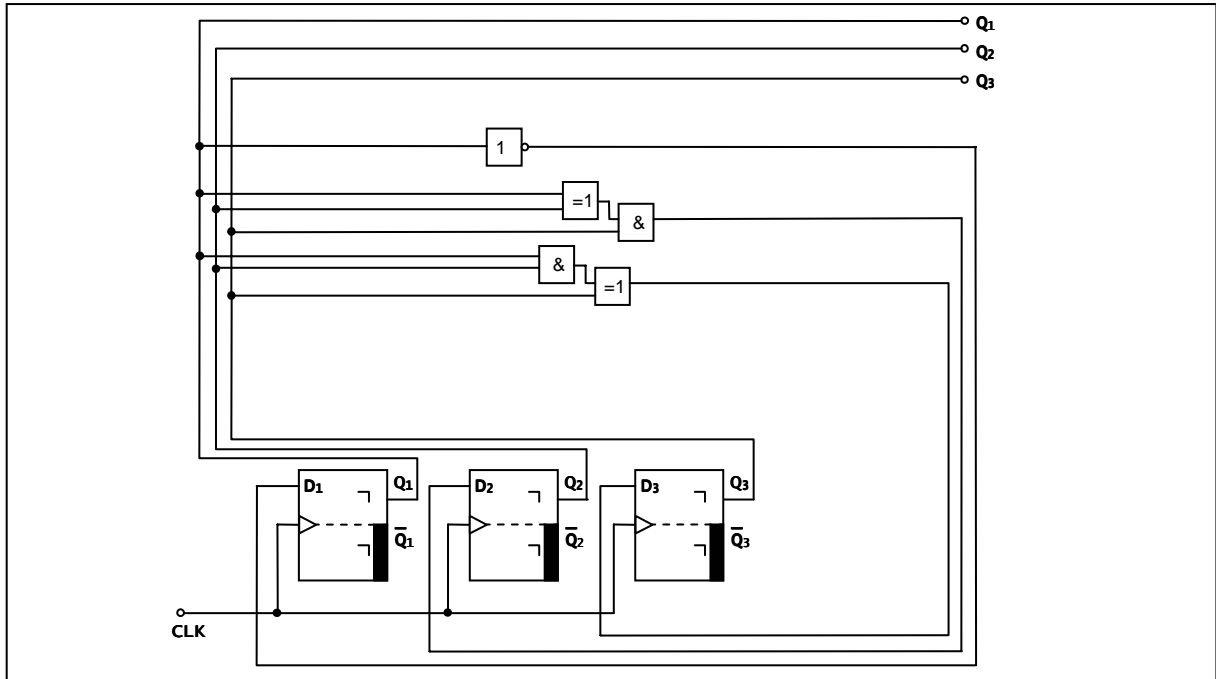 Q1
Q2
Q3
1
=1
&
&
=1
D1 Q1 D2 Q2 D3 Q3
Q̅1 Q̅2 Q̅3
CLK